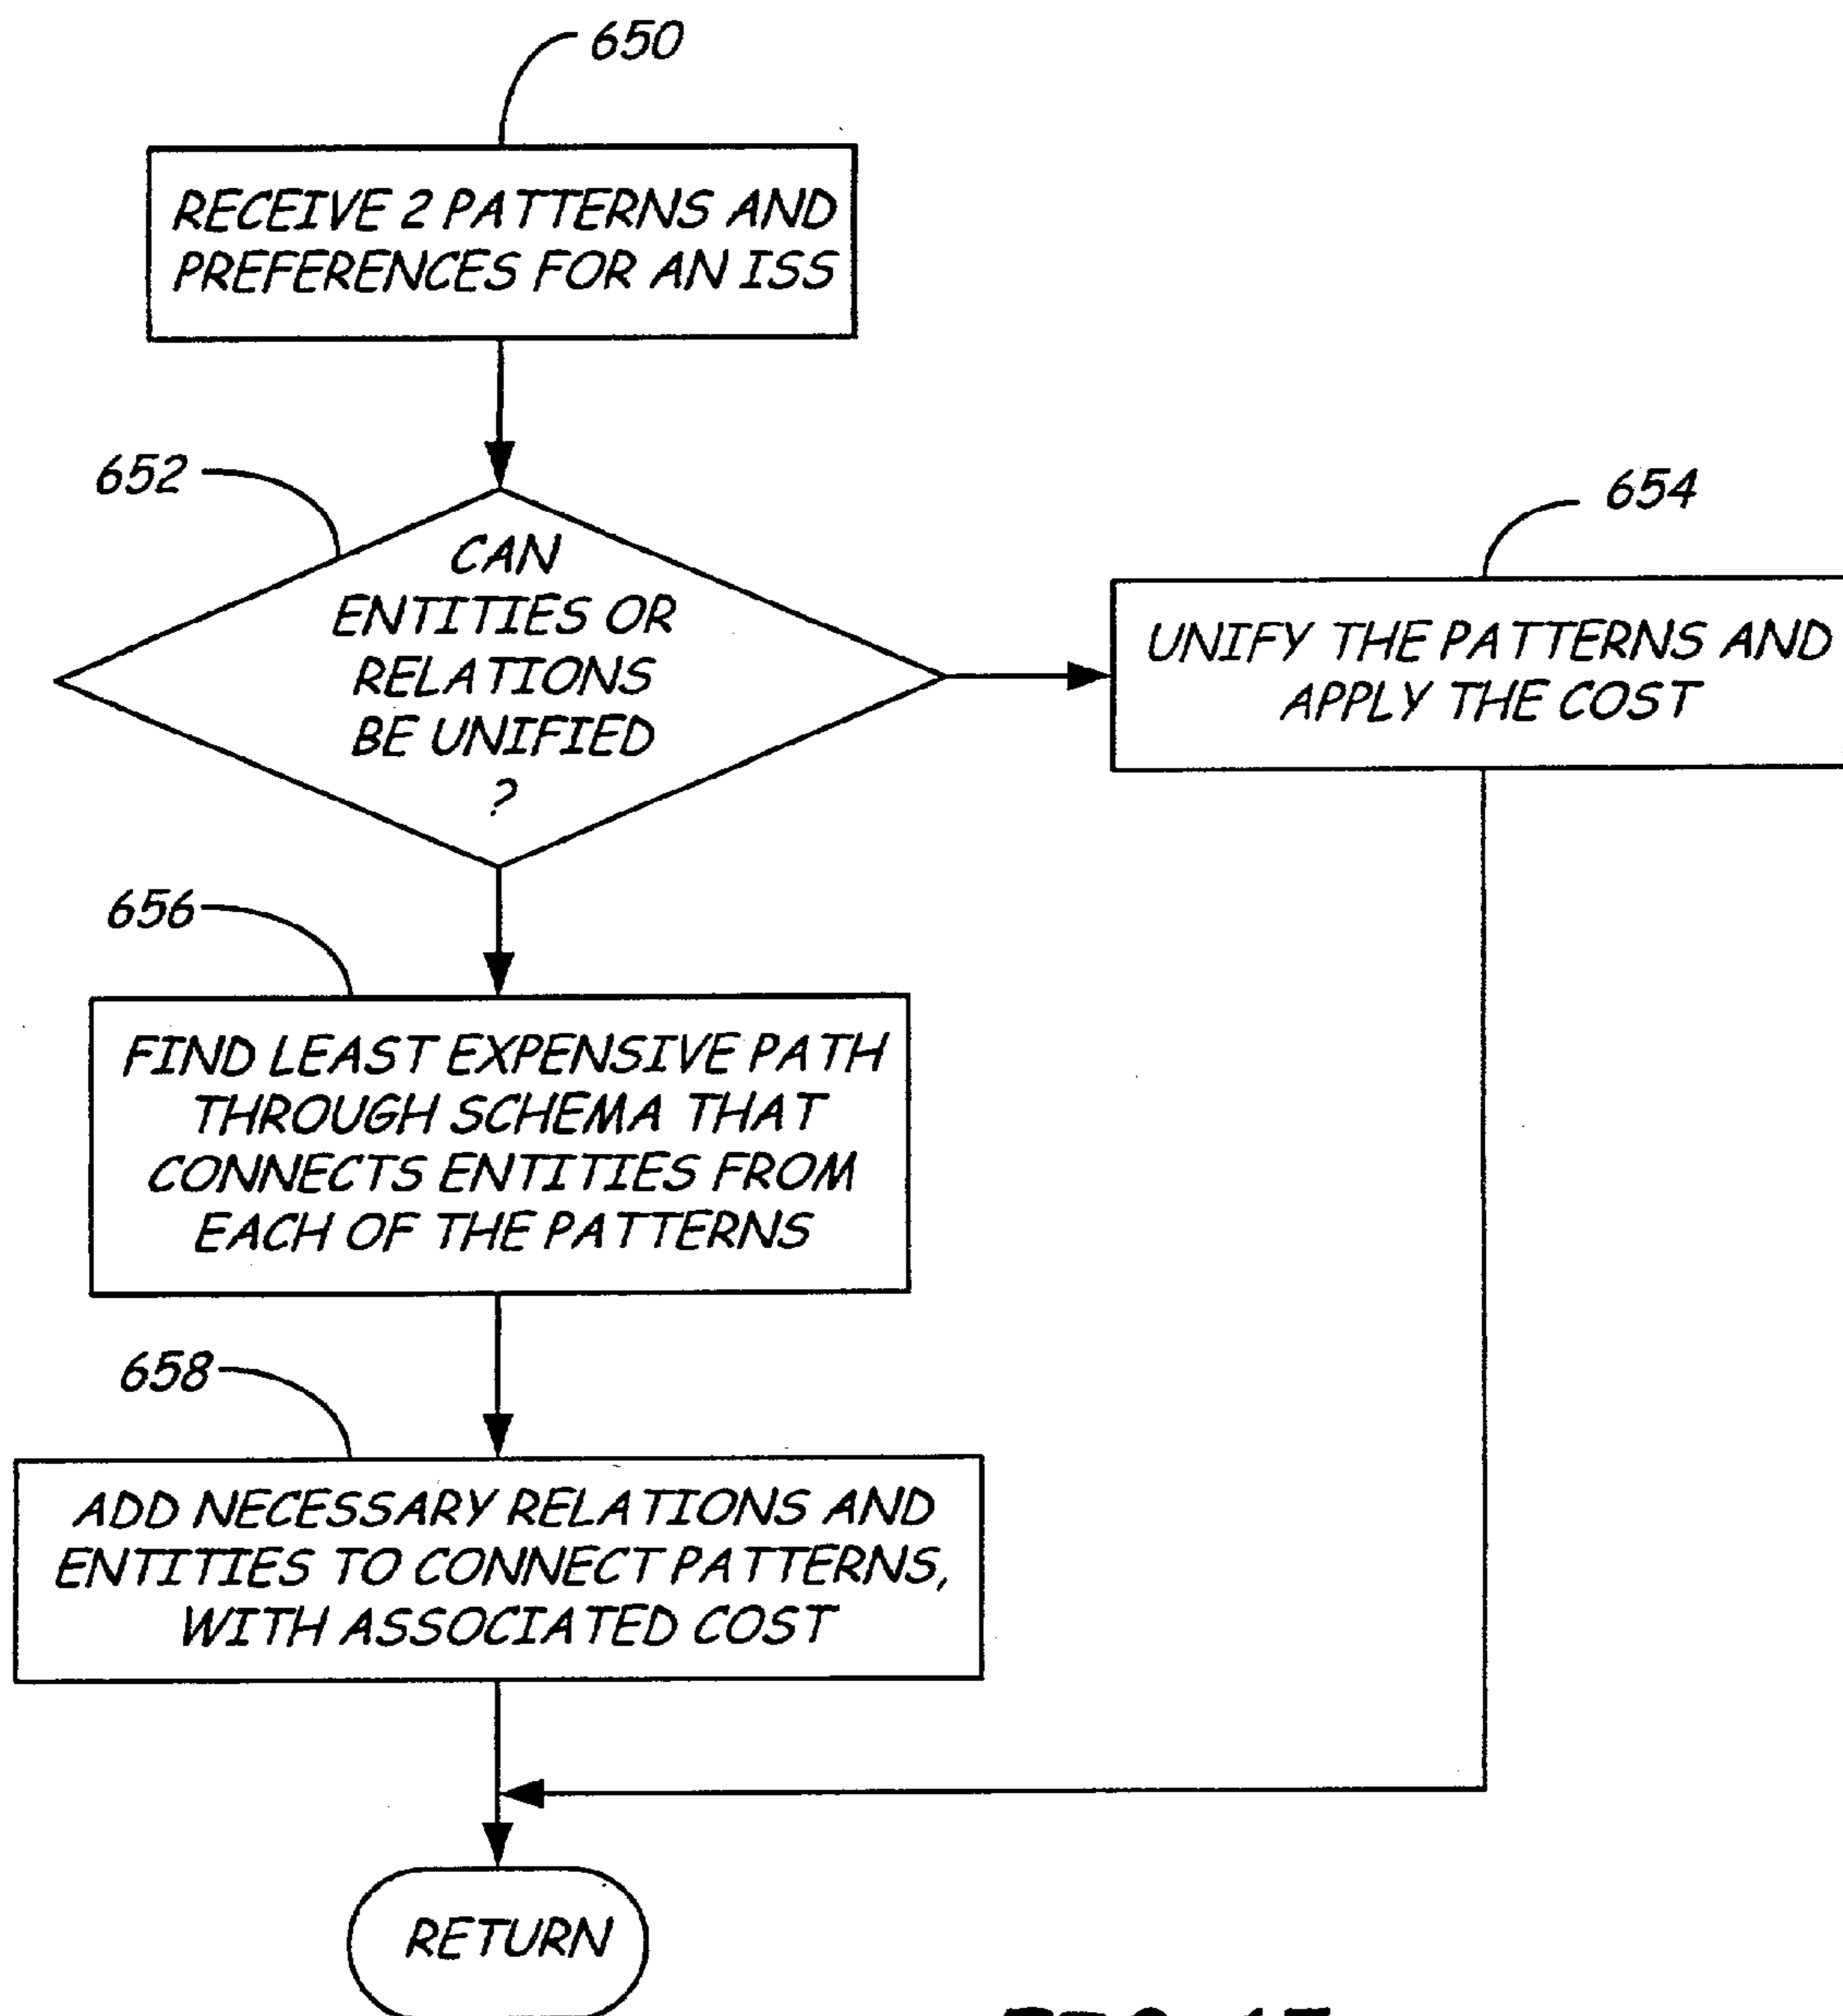 650
RECEIVE 2 PATTERNS AND
PREFERENCES FOR AN ISS
652
CAN
ENTITIES OR
RELATIONS
BE UNIFIED
?
654
UNIFY THE PATTERNS AND
APPLY THE COST
656
FIND LEAST EXPENSIVE PATH
THROUGH SCHEMA THAT
CONNECTS ENTITIES FROM
EACH OF THE PATTERNS
658
ADD NECESSARY RELATIONS AND
ENTITIES TO CONNECT PATTERNS,
WITH ASSOCIATED COST
RETURN